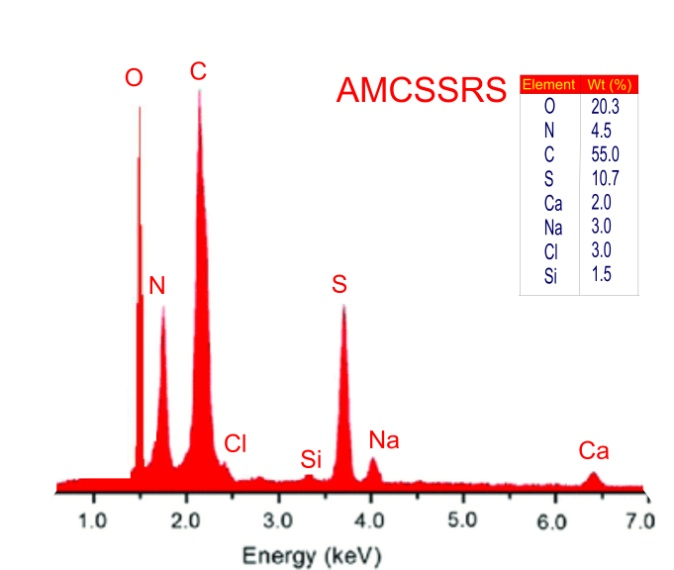 O
C
AMCSSRS
Element Wt (%)
O 20.3
N 4.5
C 55.0
S 10.7
Ca 2.0
Na 3.0
Cl 3.0
Si 1.5
N
S
Cl
Si
Na
Ca
1.0 2.0 3.0 4.0 5.0 6.0 7.0
Energy (keV)